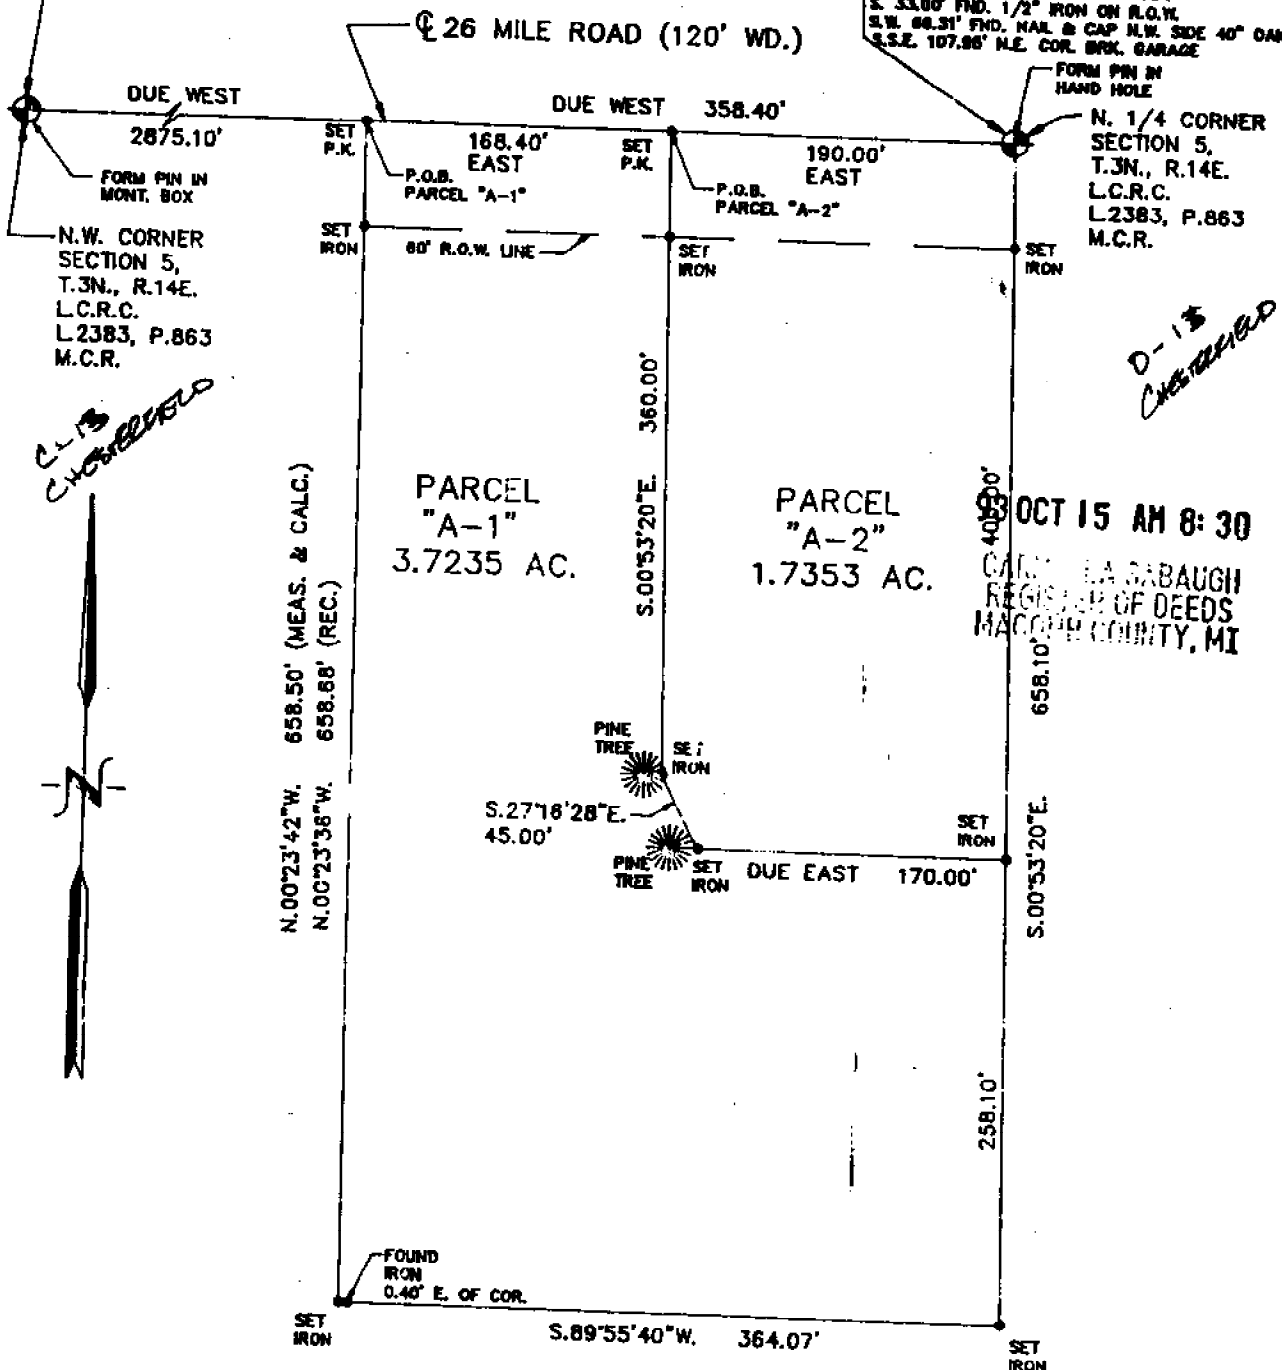 ℄ 26 MILE ROAD (120' WD.)
S. 33.00' FND. 1/2" IRON ON R.O.W.
S.W. 66.31' FND. NAIL & CAP N.W. SIDE 40" OAK
S.S.E. 107.96' N.E. COR. BRK. GARAGE
FORM PIN IN
HAND HOLE
N. 1/4 CORNER
SECTION 5,
T.3N., R.14E.
L.C.R.C.
L.2383, P.863
M.C.R.
DUE WEST
2875.10'
DUE WEST 358.40'
SET
P.K.
168.40'
EAST
SET
P.K.
190.00'
EAST
FORM PIN IN
MONT. BOX
P.O.B.
PARCEL "A-1"
P.O.B.
PARCEL "A-2"
N.W. CORNER
SECTION 5,
T.3N., R.14E.
L.C.R.C.
L.2383, P.863
M.C.R.
SET
IRON
60' R.O.W. LINE
SET
IRON
SET
IRON
C-13
CHESTERFIELD
D-13
CHESTERFIELD
PARCEL
"A-1"
3.7235 AC.
S.00°53'20"E. 360.00'
PARCEL
"A-2"
1.7353 AC.
400.00'
93 OCT 15 AM 8:30
SABAUGH
REGISTER OF DEEDS
MACOMB COUNTY, MI
N.00°23'42"W. 658.50' (MEAS. & CALC.)
N.00°23'38"W. 658.68' (REC.)
S.00°53'20"E. 658.10'
N
PINE
TREE
SET
IRON
S.27°18'28"E.
45.00'
PINE
TREE
SET
IRON
DUE EAST 170.00'
SET
IRON
258.10'
FOUND
IRON
0.40' E. OF COR.
SET
IRON
S.89°55'40"W. 364.07'
SET
IRON